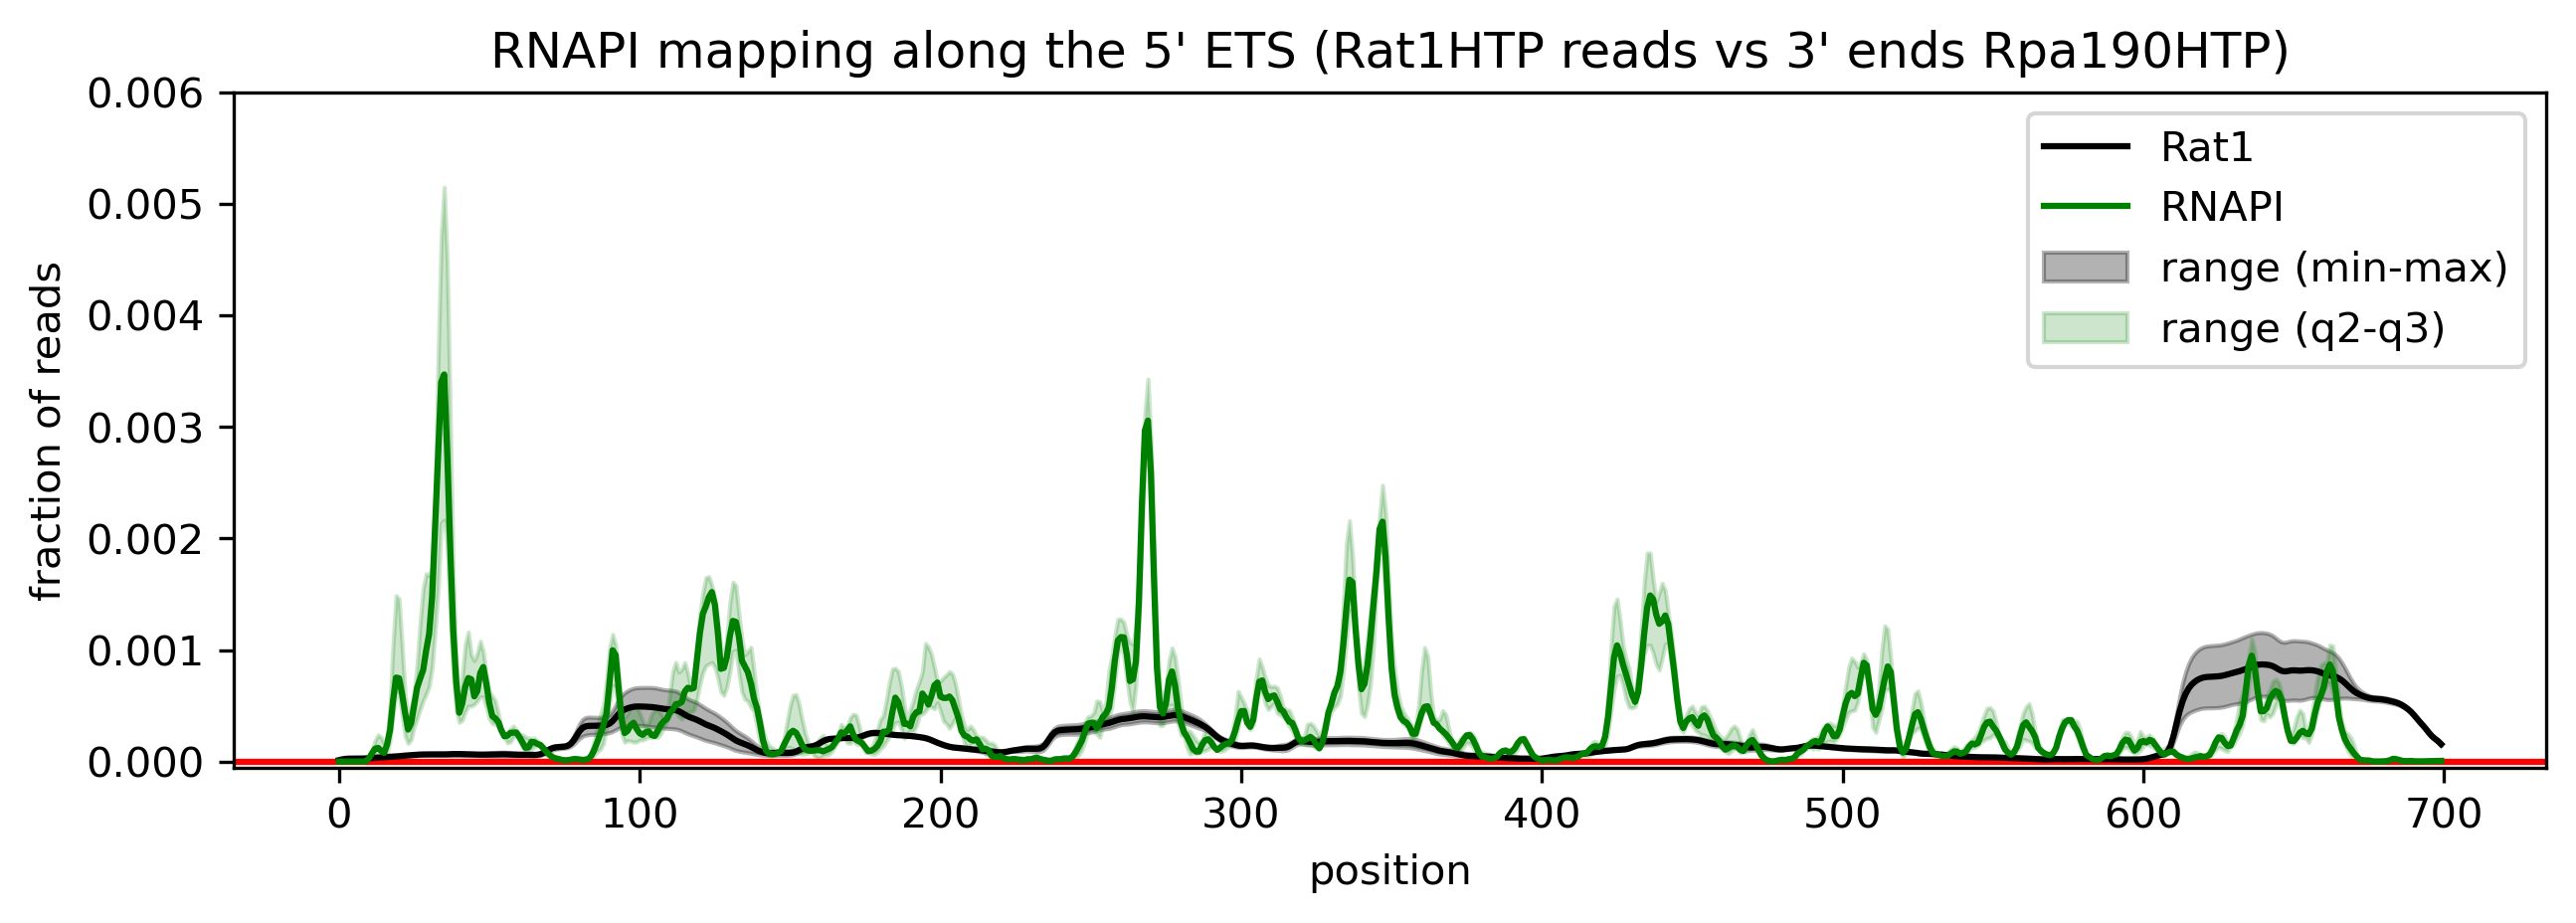 RNAPI mapping along the 5' ETS (Rat1HTP reads vs 3' ends Rpa190HTP)
0.006
0.005
0.004
0.003
0.002
0.001
0.000
fraction of reads
Rat1
RNAPI
range (min-max)
range (q2-q3)
0 100 200 300 400 500 600 700
position